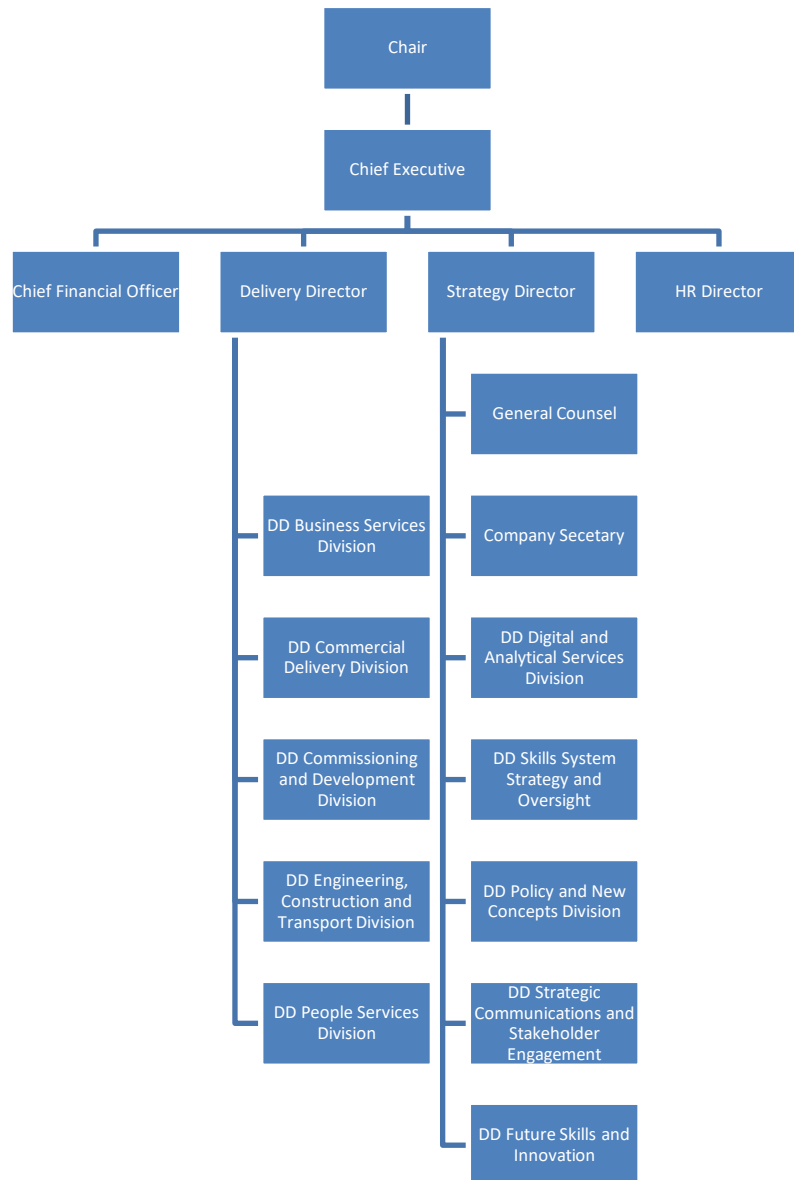 Chair
Chief Executive
Chief Financial Officer
Delivery Director
Strategy Director
HR Director
General Counsel
DD Business Services
Division
Company Secetary
DD Commercial
Delivery Division
DD Digital and
Analytical Services
Division
DD Commissioning
and Development
Division
DD Skills System
Strategy and
Oversight
DD Engineering,
Construction and
Transport Division
DD Policy and New
Concepts Division
DD People Services
Division
DD Strategic
Communications and
Stakeholder
Engagement
DD Future Skills and
Innovation